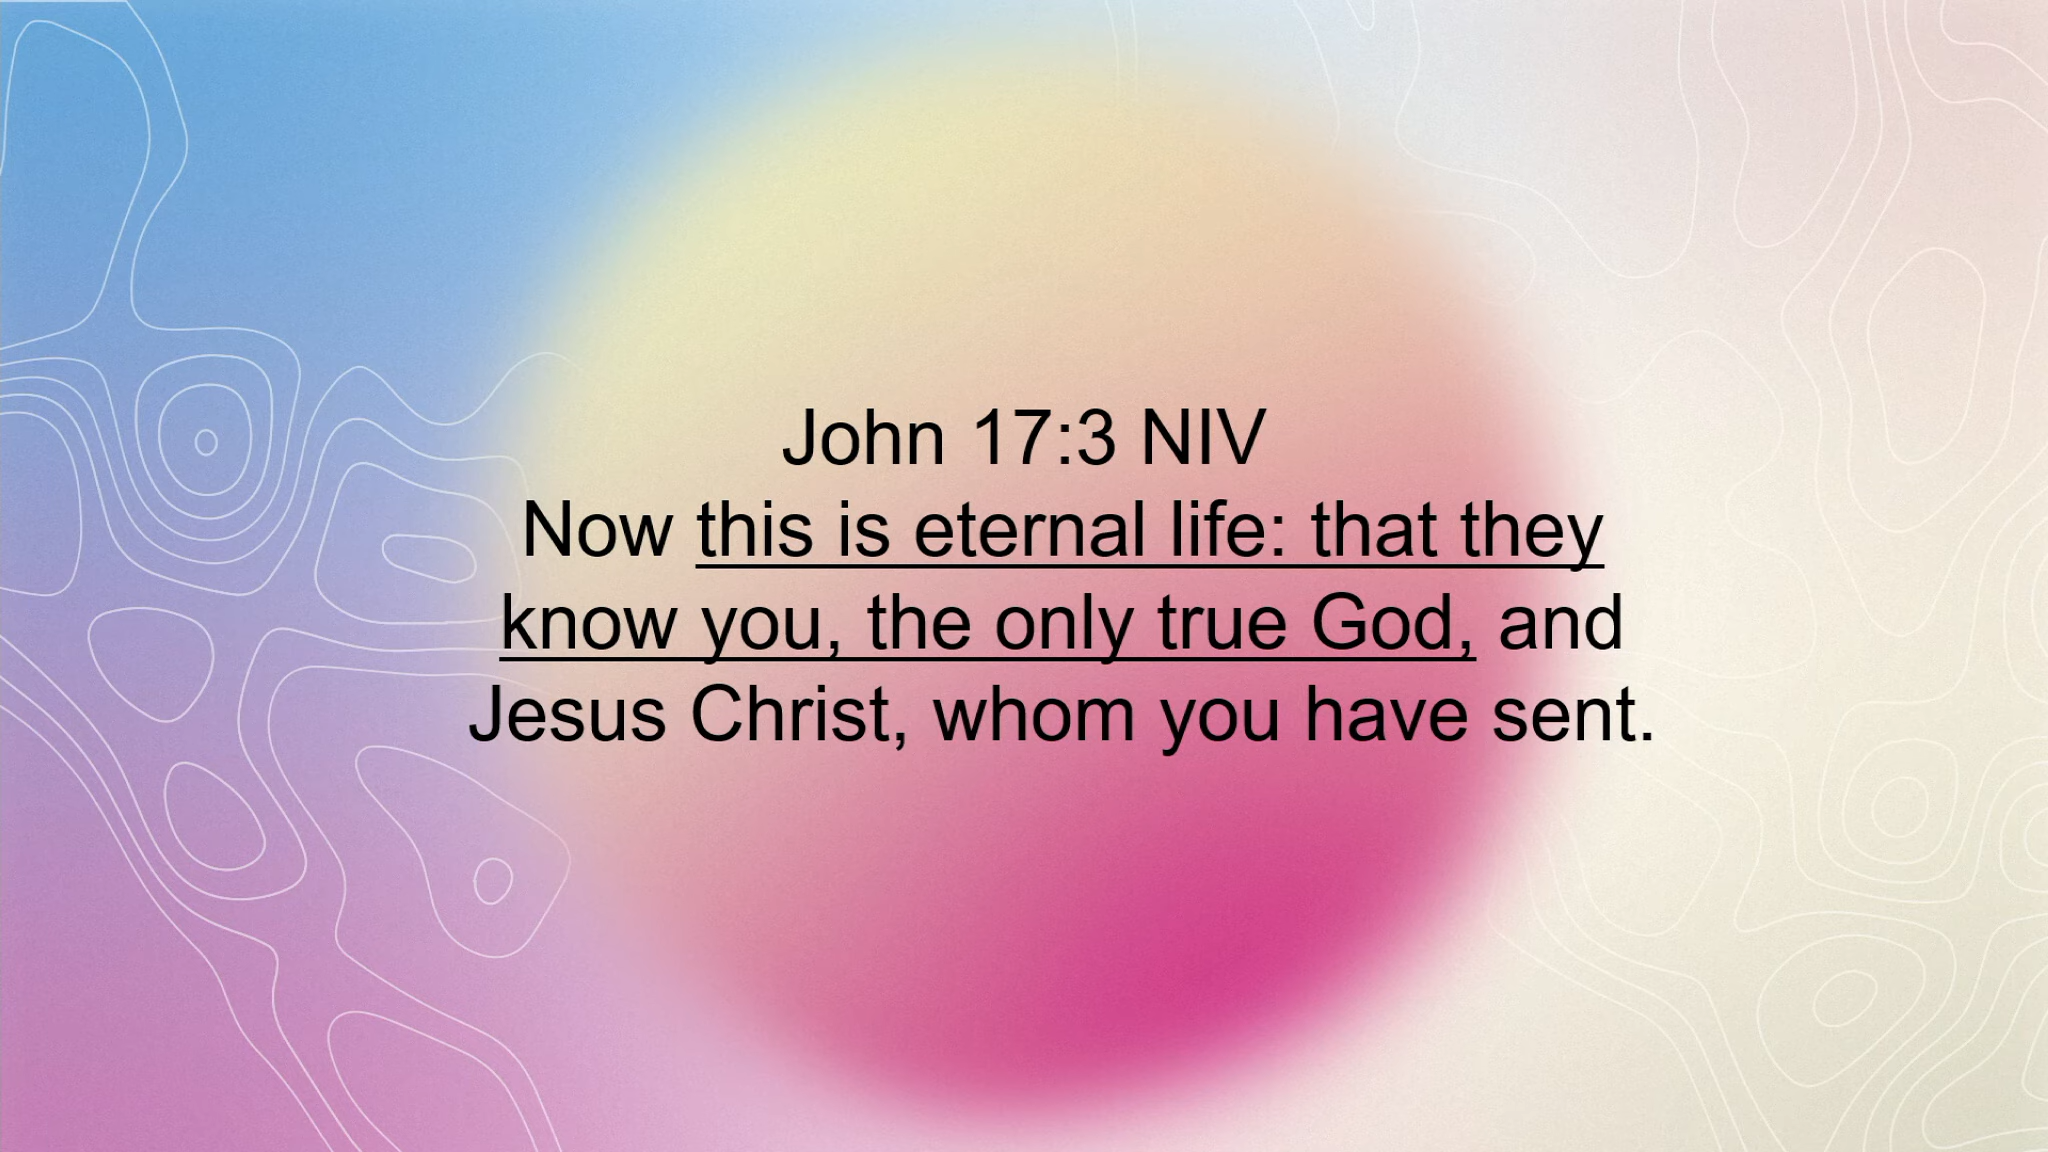 John 17:3 NIV
Now this is eternal life: that they
know you, the only true God, and
Jesus Christ, whom you have sent.